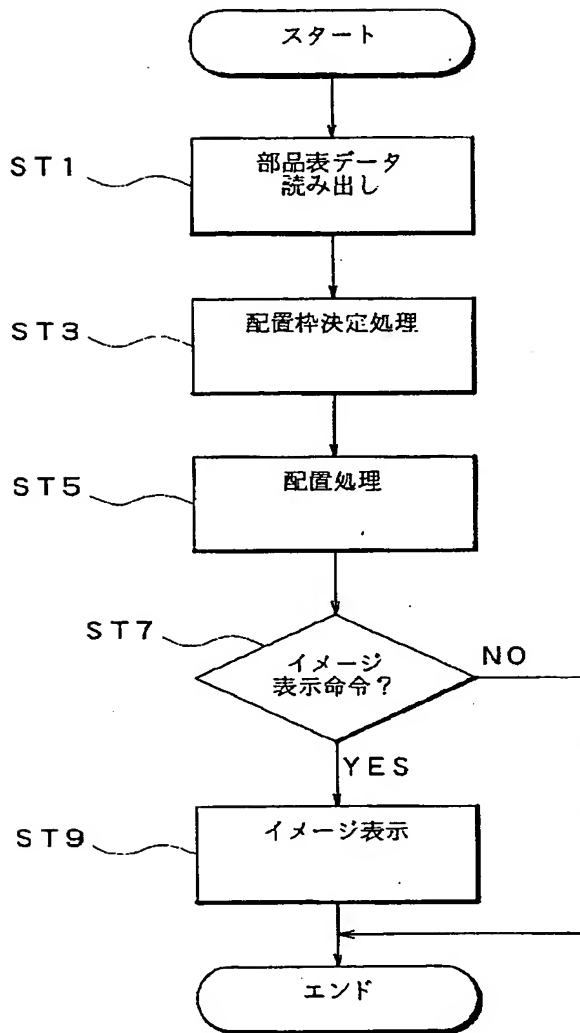 スタート
ST1
部品表データ
読み出し
ST3
配置枠決定処理
ST5
配置処理
ST7
イメージ
表示命令？
NO
YES
ST9
イメージ表示
エンド